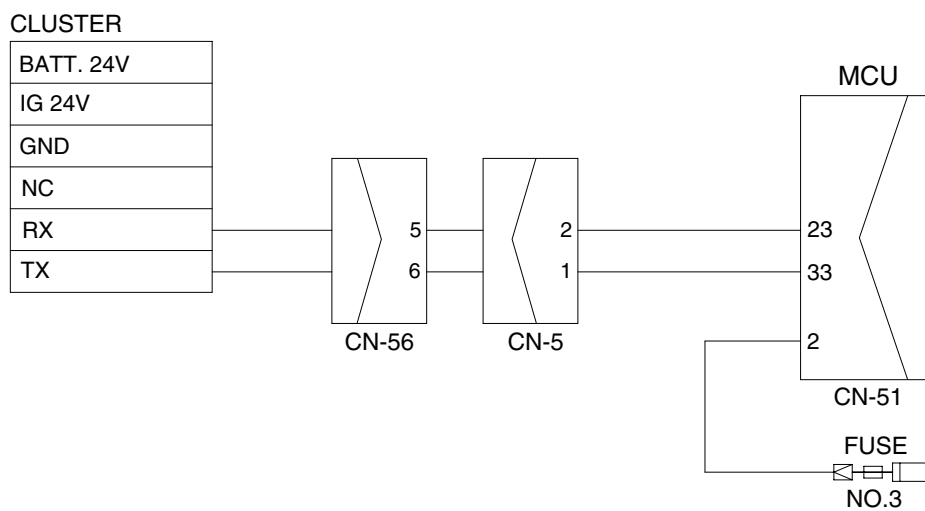 CLUSTER
BATT. 24V
IG 24V
GND
NC
RX
TX
5
6
CN-56
2
1
CN-5
MCU
23
33
2
CN-51
FUSE
NO.3